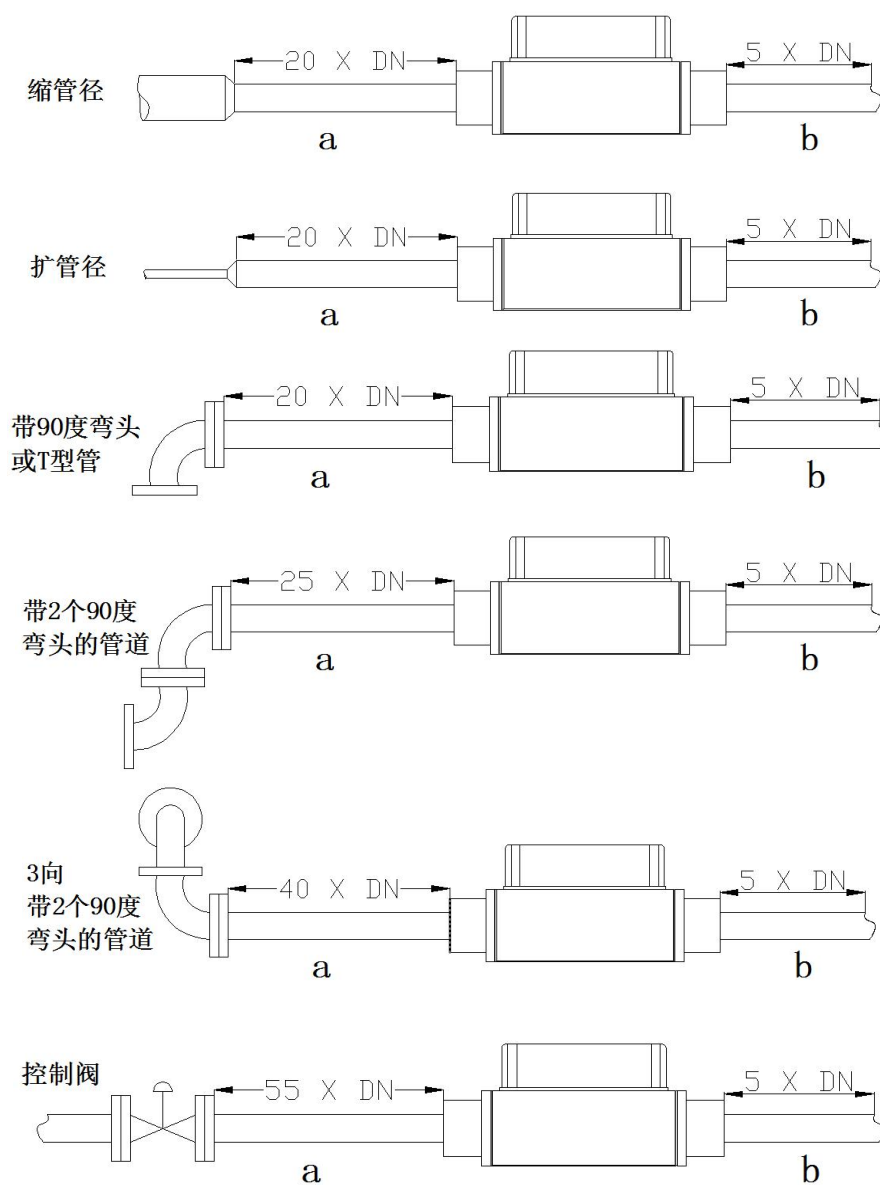 20 X DN
5 X DN
缩管径
a
b
20 X DN
5 X DN
扩管径
a
b
20 X DN
5 X DN
带90度弯头
或T型管
a
b
25 X DN
5 X DN
带2个90度
弯头的管道
a
b
3向
40 X DN
5 X DN
带2个90度
弯头的管道
a
b
控制阀
55 X DN
5 X DN
a
b